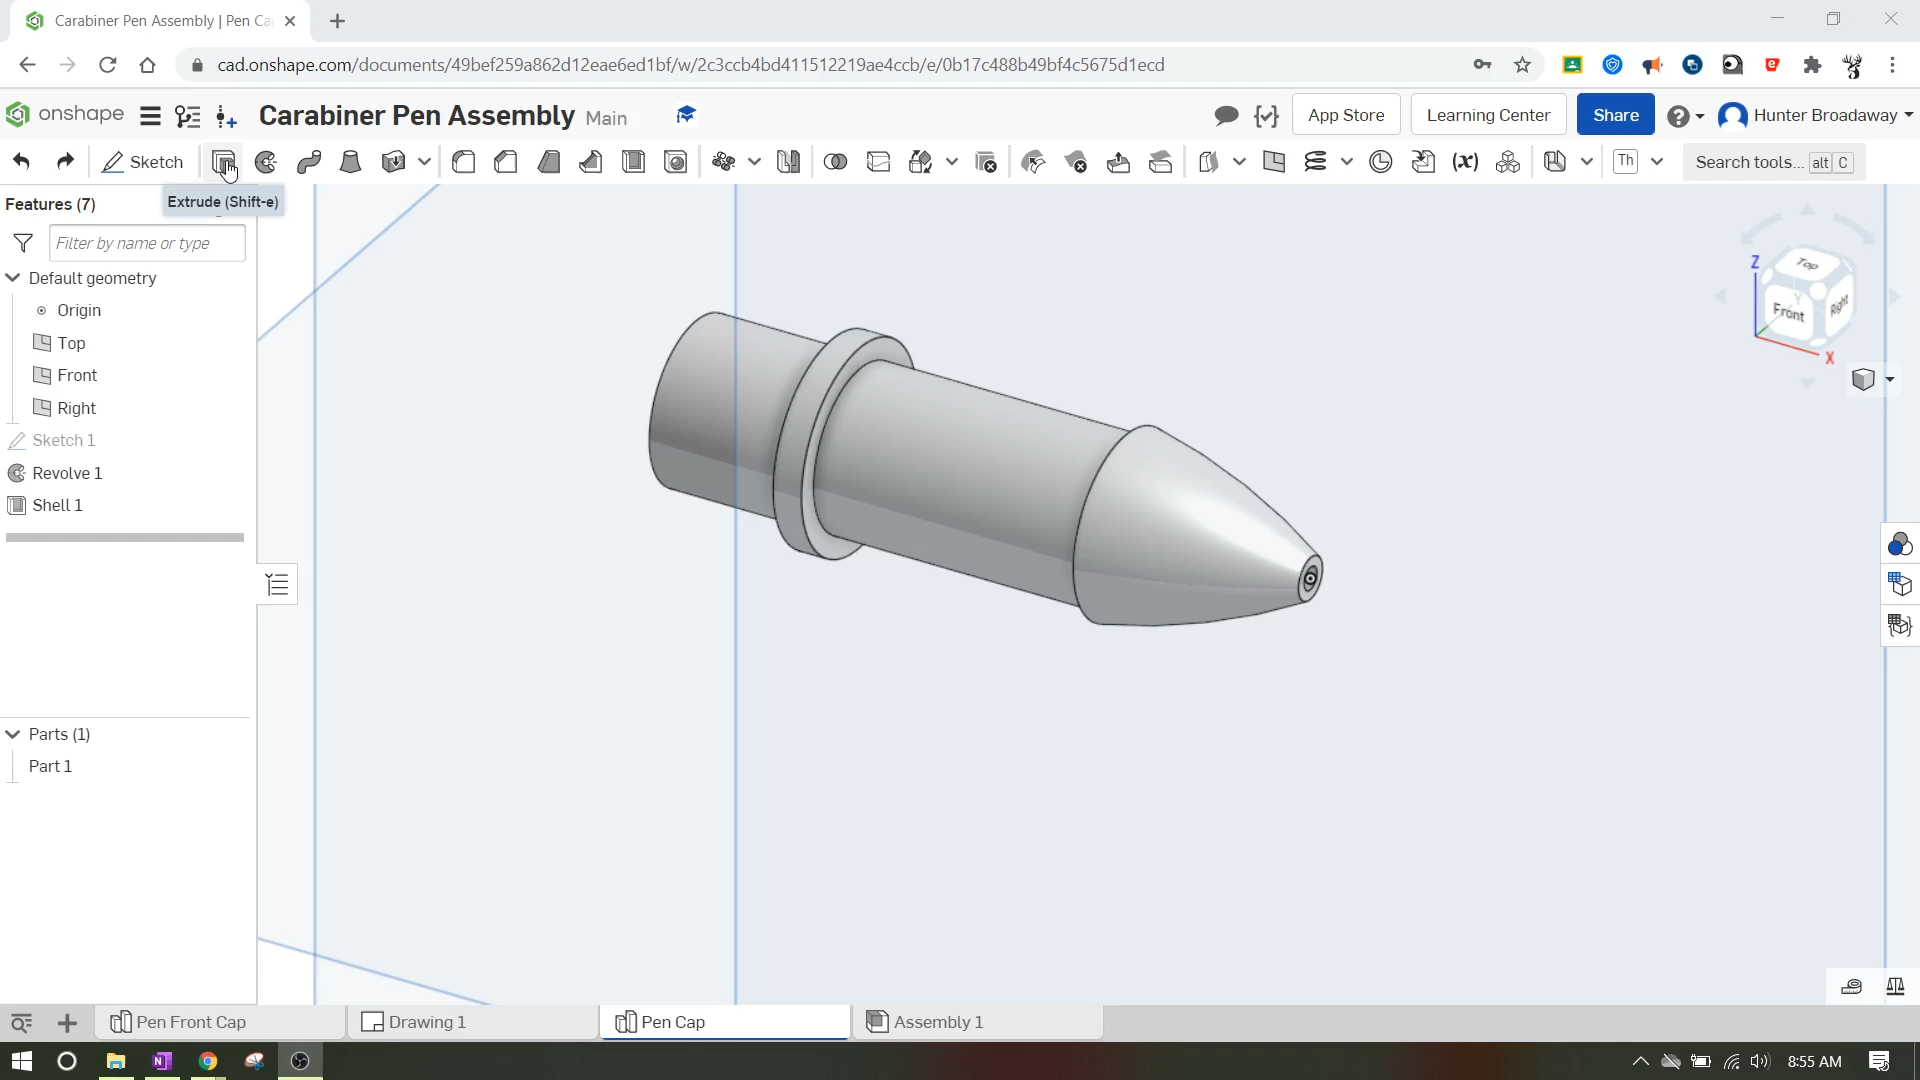 Carabiner Pen Assembly | Pen Ca
cad.onshape.com/documents/49bef259a862d12eae6ed1bf/w/2c3ccb4bd411512219ae4ccb/e/0b17c488b49bf4c5675d1ecd
onshape
Carabiner Pen Assembly Main
App Store
Learning Center
Share
Hunter Broadaway
Sketch
(x)
Th
Search tools... alt C
Features (7)
Extrude (Shift-e)
Filter by name or type
Default geometry
Origin
Top
Front
Right
Sketch 1
Revolve 1
Shell 1
Z
Top
Y
Front
Right
X
Parts (1)
Part 1
Pen Front Cap
Drawing 1
Pen Cap
Assembly 1
8:55 AM